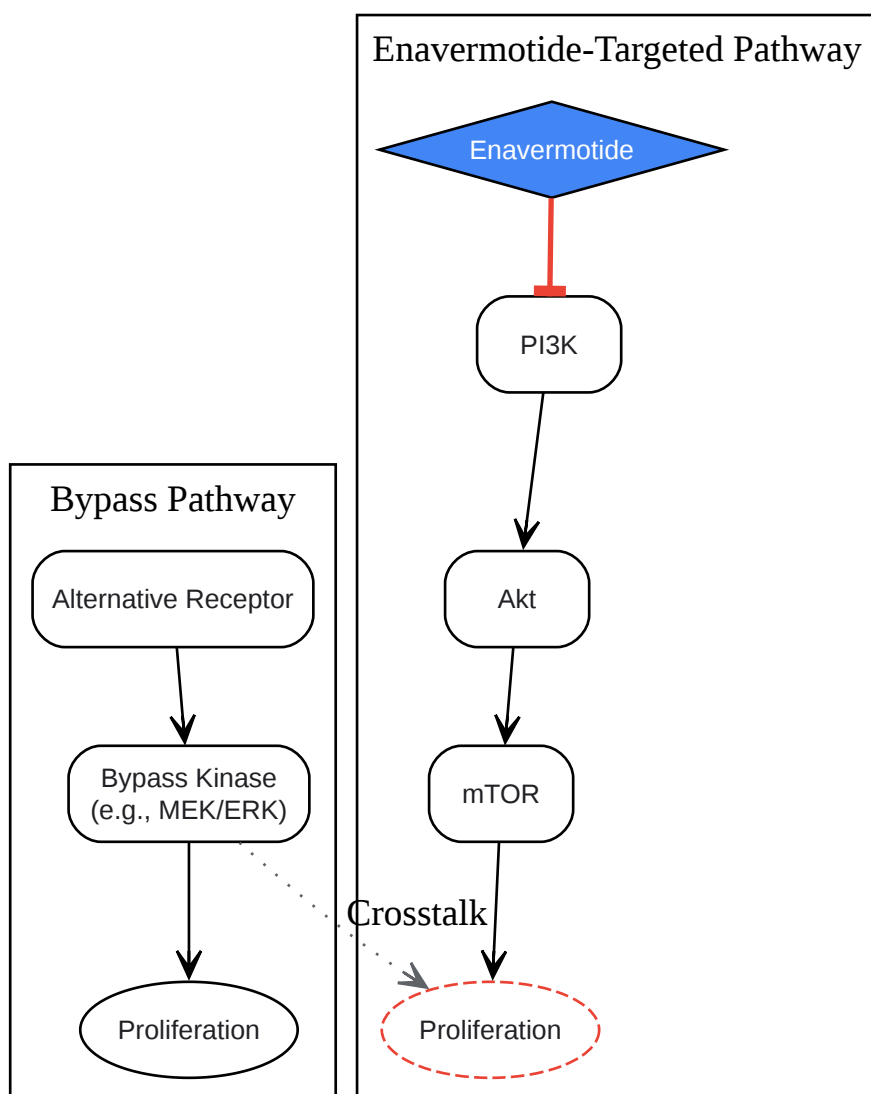 Enavermotide-Targeted Pathway
Enavermotide
PI3K
Bypass Pathway
Alternative Receptor
Akt
Bypass Kinase
(e.g., MEK/ERK)
mTOR
Crosstalk
Proliferation
Proliferation